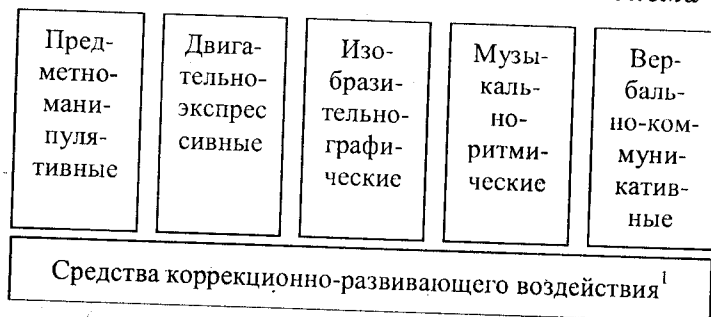 Пред-
метно-
мани-
пуля-
тивные
Двига-
тельно-
экспрес
сивные
Изо-
брази-
тельно-
графи-
ческие
Музы-
каль-
но-
ритми-
ческие
Вер-
баль-
но-ком-
муни-
катив-
ные
Средства коррекционно-развивающего воздействия¹